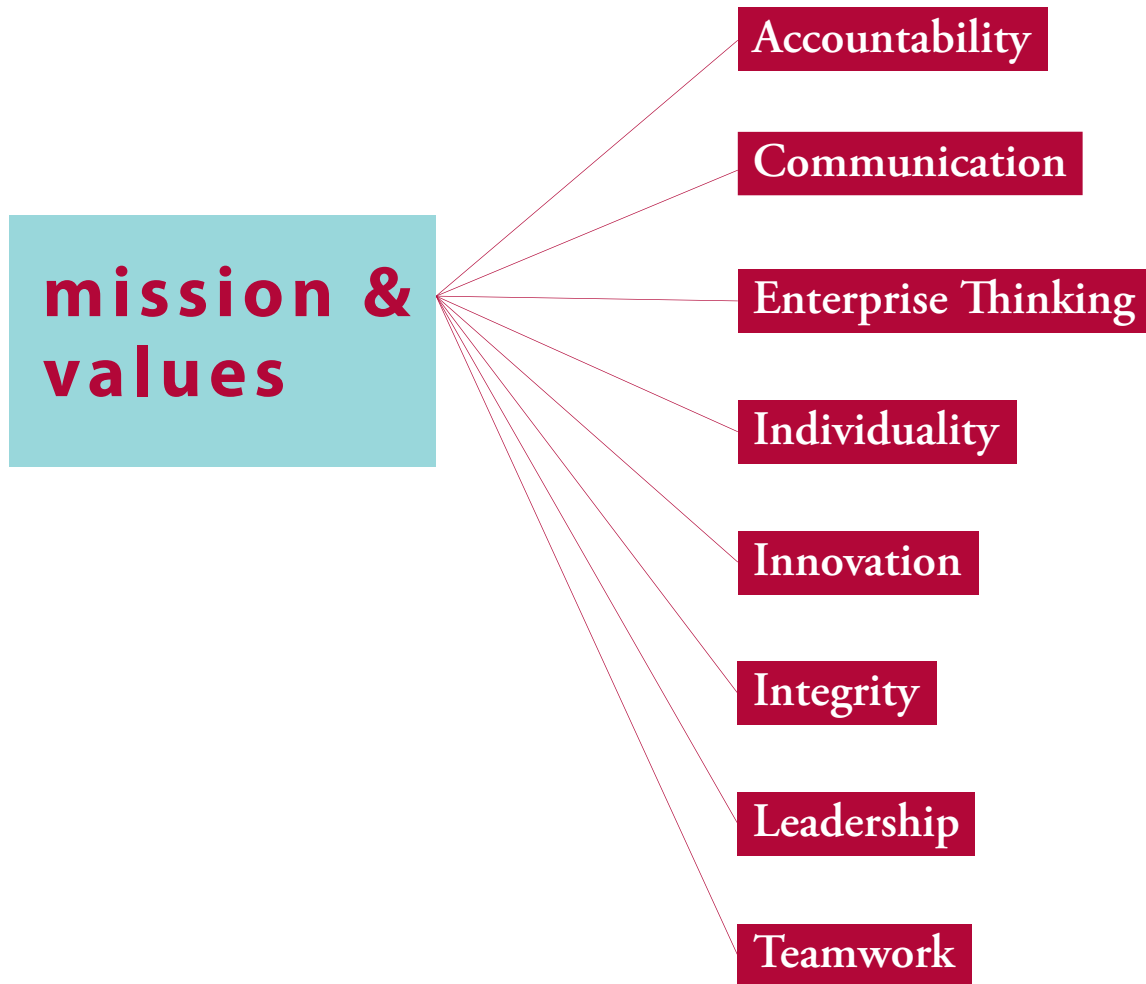 mission &
values
Accountability
Communication
Enterprise Thinking
Individuality
Innovation
Integrity
Leadership
Teamwork